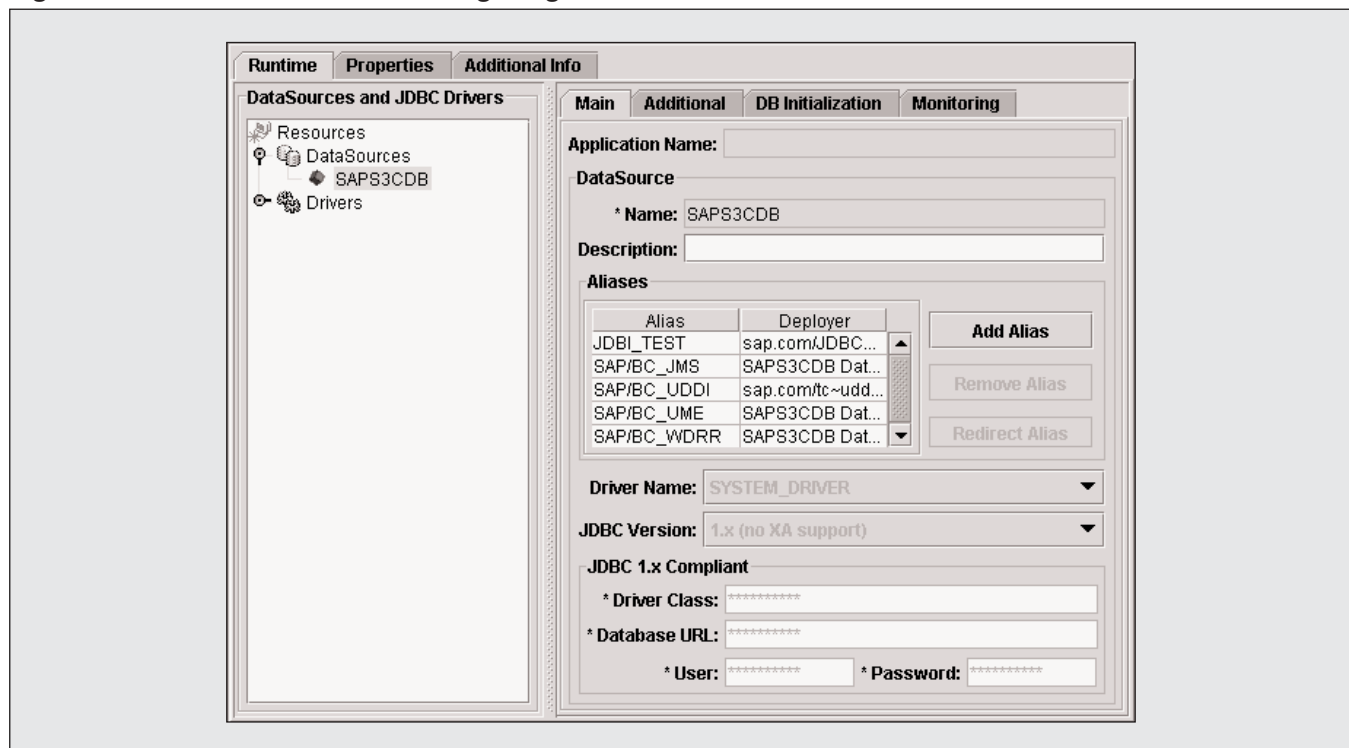 Runtime Properties Additional Info
DataSources and JDBC Drivers
Resources
DataSources
SAPS3CDB
Drivers
Main Additional DB Initialization Monitoring
Application Name:
DataSource
* Name: SAPS3CDB
Description:
Aliases
Alias Deployer
JDBI_TEST sap.com/JDBC...
SAP/BC_JMS SAPS3CDB Dat...
SAP/BC_UDDI sap.com/tc~udd...
SAP/BC_UME SAPS3CDB Dat...
SAP/BC_WDRR SAPS3CDB Dat...
Add Alias
Remove Alias
Redirect Alias
Driver Name: SYSTEM_DRIVER
JDBC Version: 1.x (no XA support)
JDBC 1.x Compliant
* Driver Class: **********
* Database URL: **********
* User: ********** * Password: **********